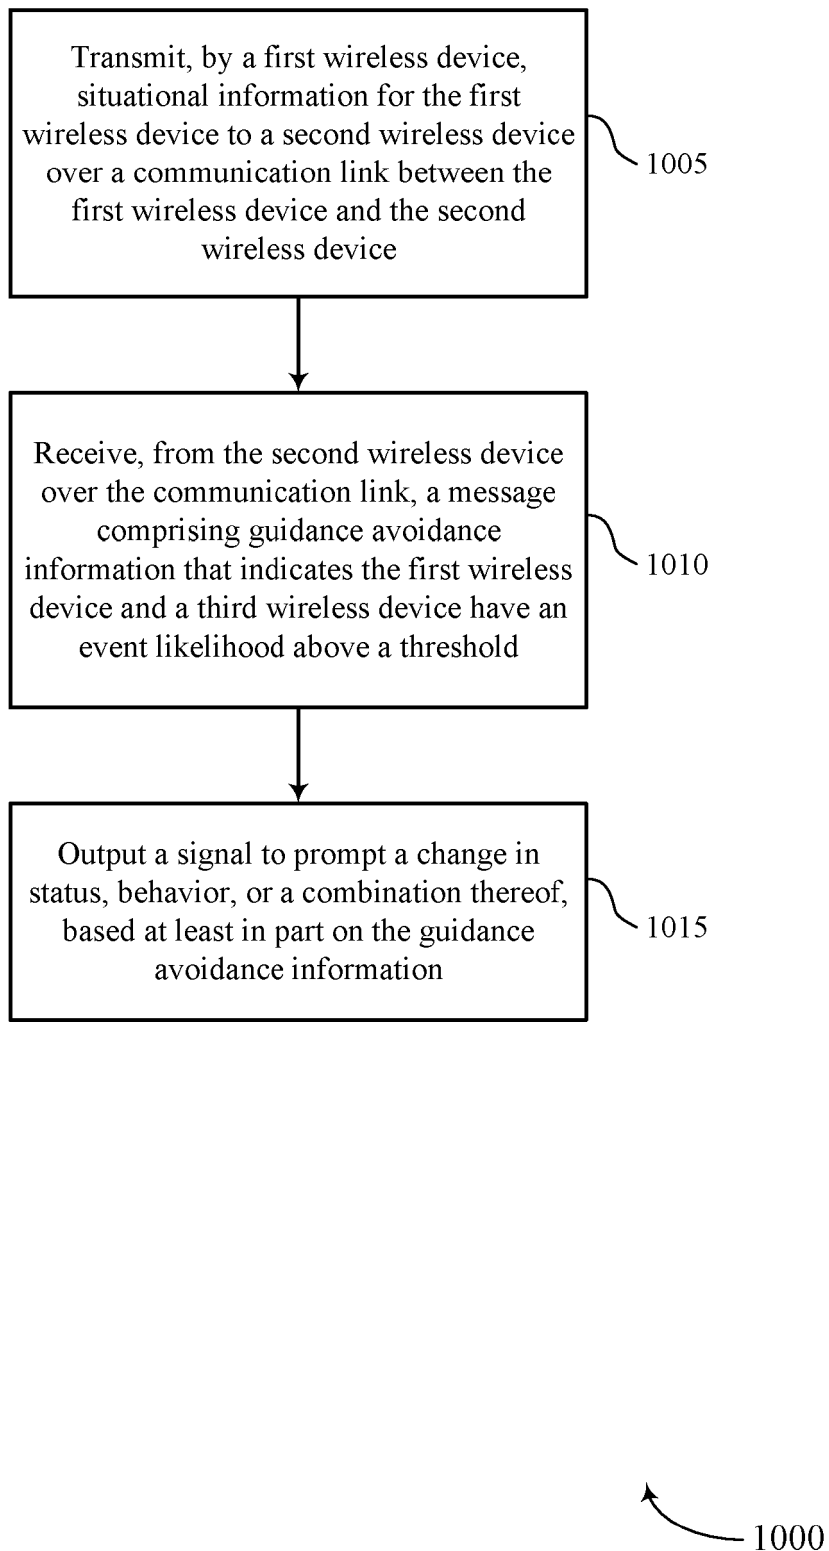 Transmit, by a first wireless device,
situational information for the first
wireless device to a second wireless device
over a communication link between the
first wireless device and the second
wireless device
1005
Receive, from the second wireless device
over the communication link, a message
comprising guidance avoidance
information that indicates the first wireless
device and a third wireless device have an
event likelihood above a threshold
1010
Output a signal to prompt a change in
status, behavior, or a combination thereof,
based at least in part on the guidance
avoidance information
1015
1000